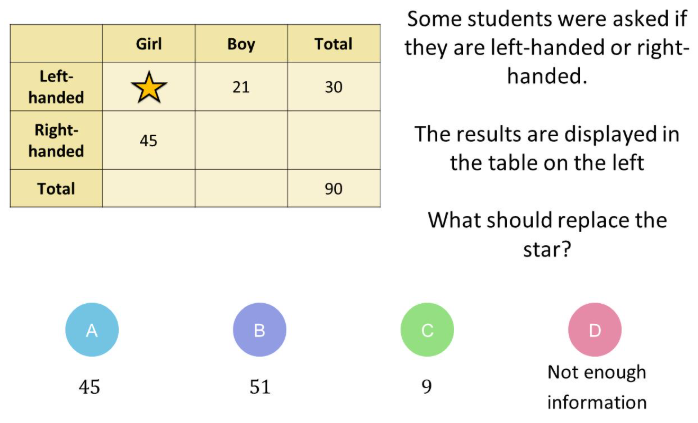 Some students were asked if
they are left-handed or right-
handed.
The results are displayed in
the table on the left
What should replace the
star?
Girl Boy Total
Left-
handed
21 30
Right-
handed
45
Total 90
A B C D
45 51 9 Not enough
information